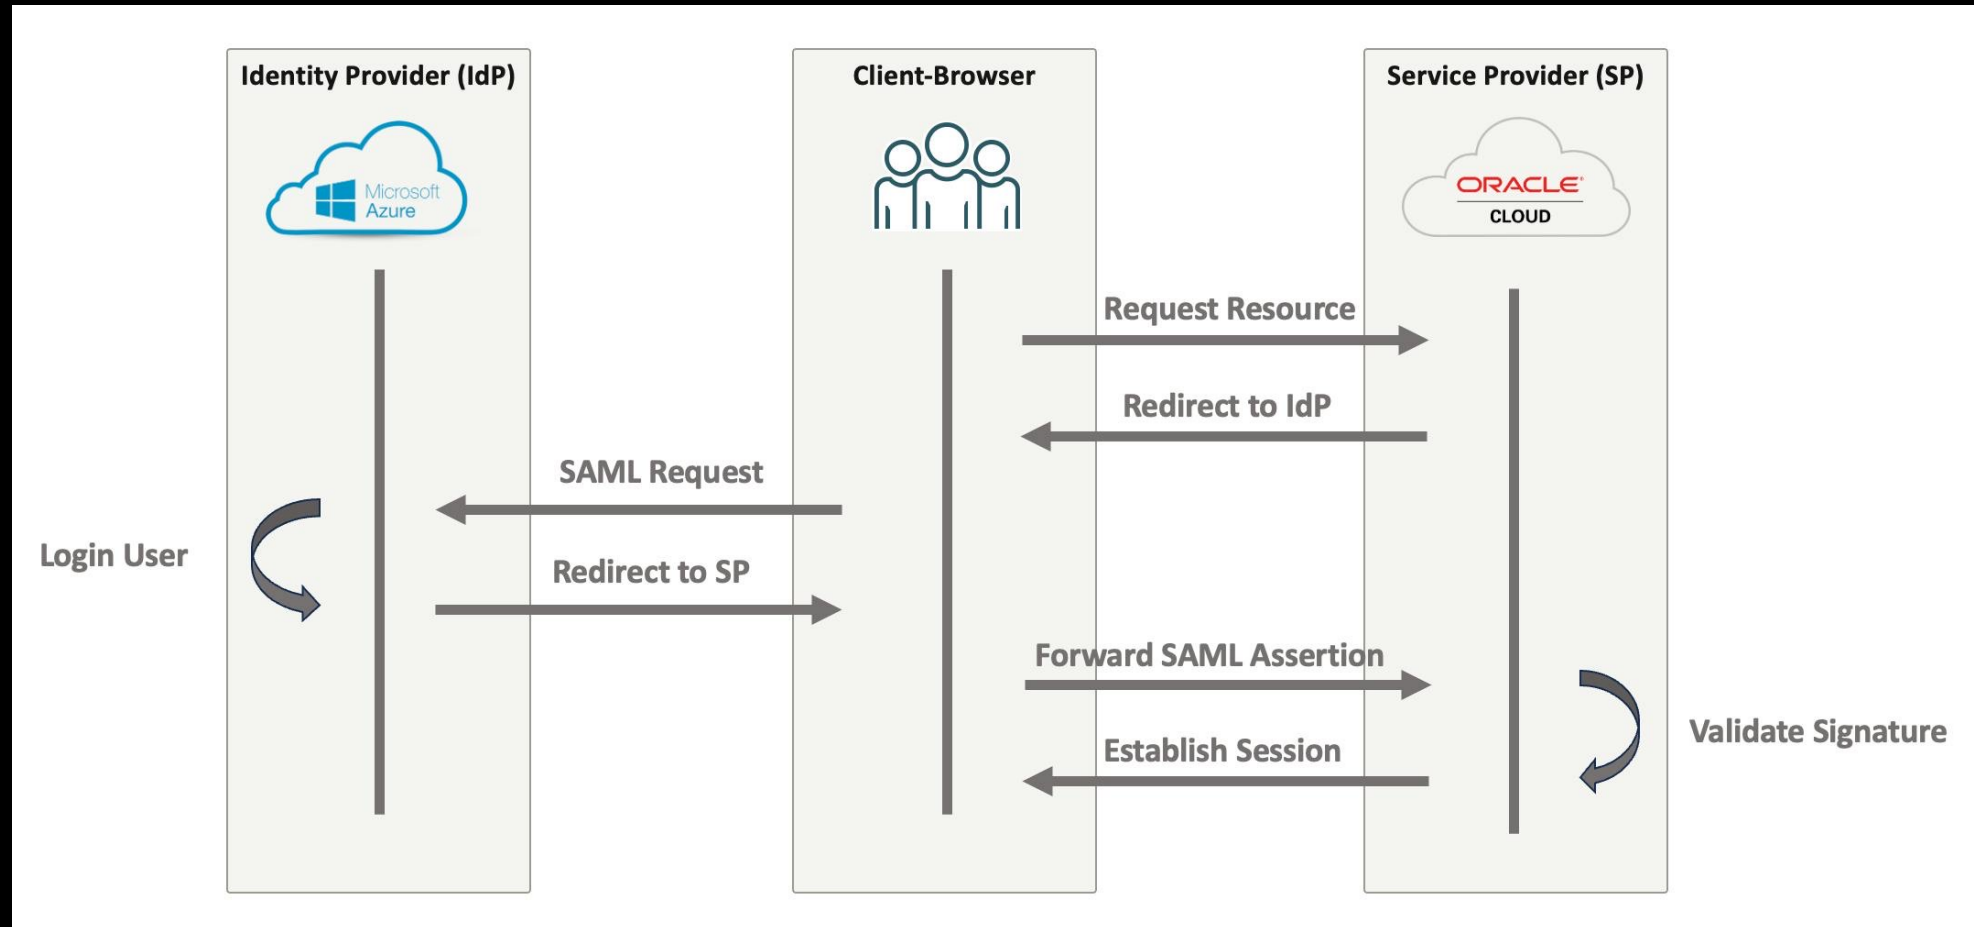 Identity Provider (IdP)
Client-Browser
Service Provider (SP)
Microsoft
Azure
ORACLE
CLOUD
Request Resource
Redirect to IdP
SAML Request
Login User
Redirect to SP
Forward SAML Assertion
Validate Signature
Establish Session